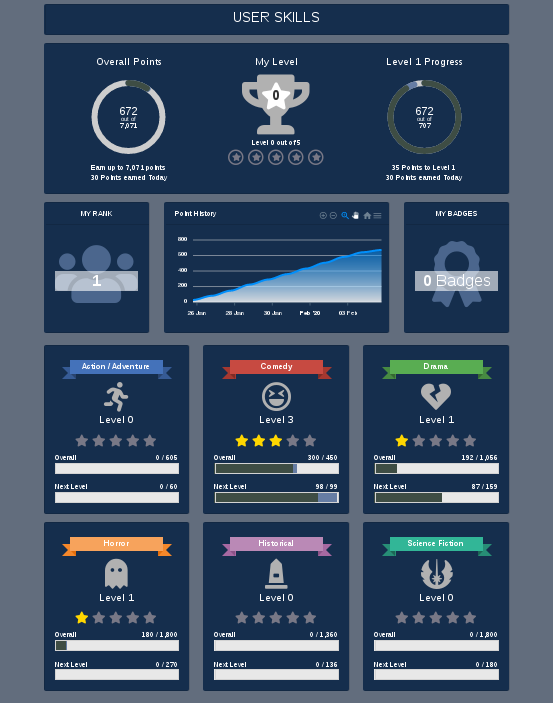 USER SKILLS
Overall Points
672
out of
7,071
Earn up to 7,071 points
30 Points earned Today
My Level
0
Level 0 out of 5
Level 1 Progress
672
out of
707
35 Points to Level 1
30 Points earned Today
MY RANK
1
Point History
800
600
400
200
0
26 Jan 28 Jan 30 Jan Feb '20 03 Feb
MY BADGES
0 Badges
Action / Adventure
Level 0
Overall 0 / 605
Next Level 0 / 60
Comedy
Level 3
Overall 300 / 450
Next Level 98 / 99
Drama
Level 1
Overall 192 / 1,056
Next Level 87 / 159
Horror
Level 1
Overall 180 / 1,800
Next Level 0 / 270
Historical
Level 0
Overall 0 / 1,360
Next Level 0 / 136
Science Fiction
Level 0
Overall 0 / 1,800
Next Level 0 / 180